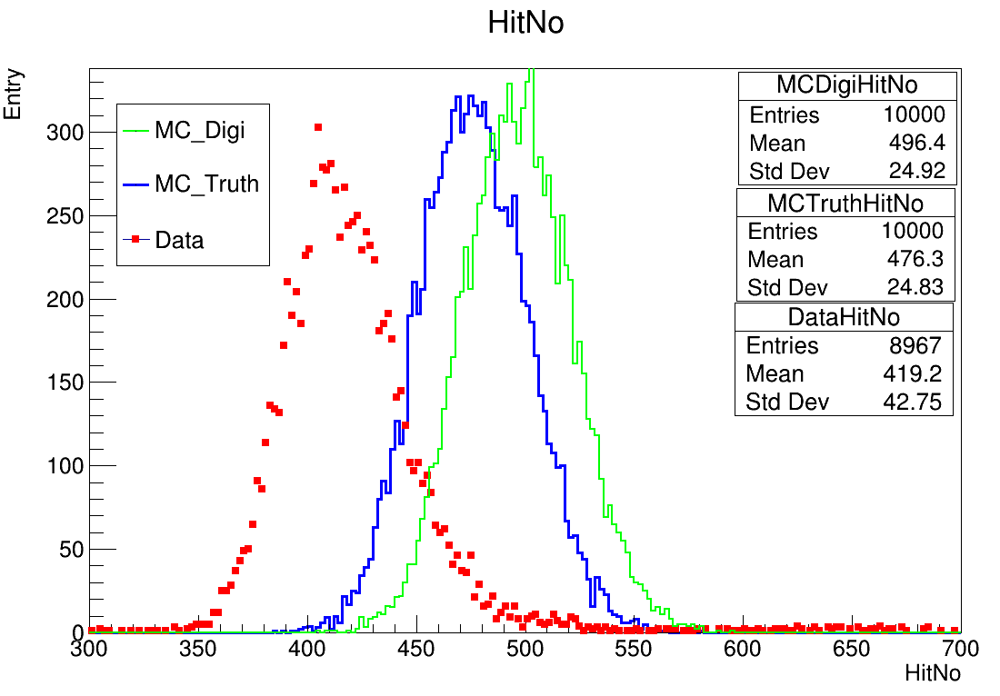 HitNo
Entry
MC_Digi
MC_Truth
Data
MCDigiHitNo
Entries 10000
Mean 496.4
Std Dev 24.92
MCTruthHitNo
Entries 10000
Mean 476.3
Std Dev 24.83
DataHitNo
Entries 8967
Mean 419.2
Std Dev 42.75
300
250
200
150
100
50
0
300 350 400 450 500 550 600 650 700
HitNo